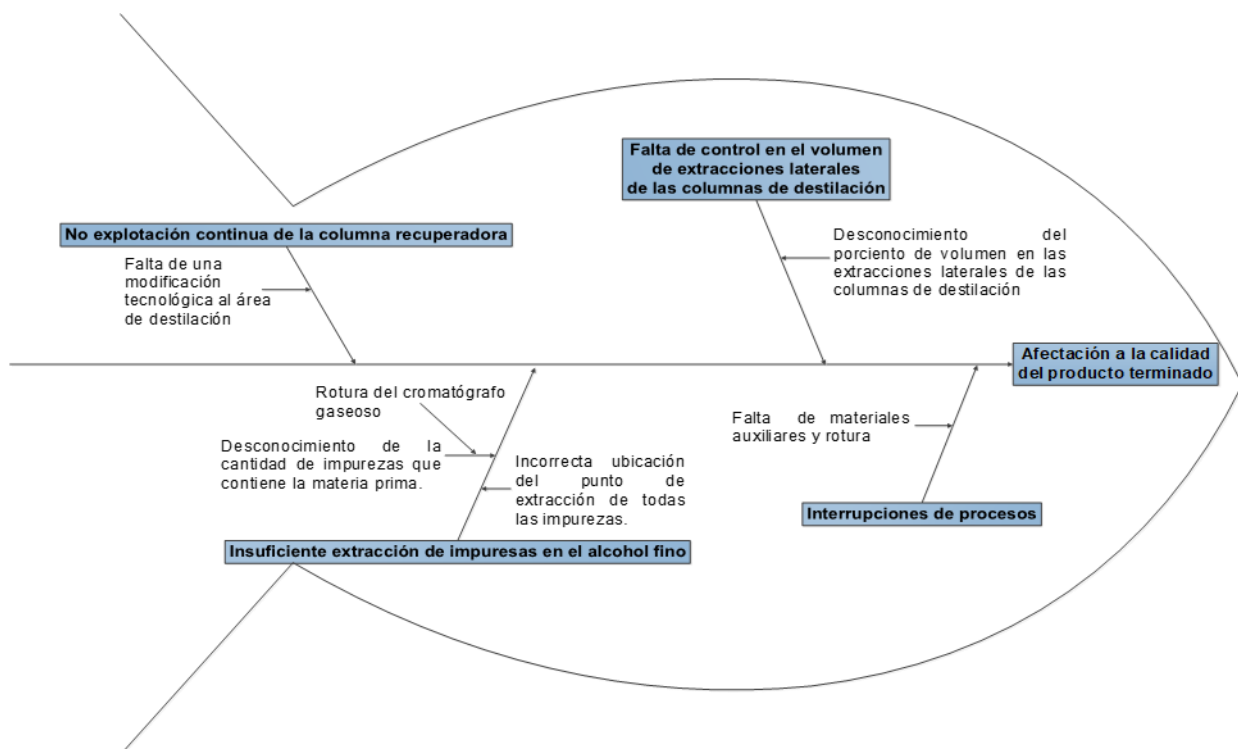 Falta de control en el volumen
de extracciones laterales
de las columnas de destilación
No explotación continua de la columna recuperadora
Falta de una
modificación
tecnológica al área
de destilación
Desconocimiento del
porciento de volumen en las
extracciones laterales de las
columnas de destilación
Afectación a la calidad
del producto terminado
Rotura del cromatógrafo
gaseoso
Desconocimiento de la
cantidad de impurezas que
contiene la materia prima.
Incorrecta ubicación
del punto de
extracción de todas
las impurezas.
Falta de materiales
auxiliares y rotura
Interrupciones de procesos
Insuficiente extracción de impuresas en el alcohol fino